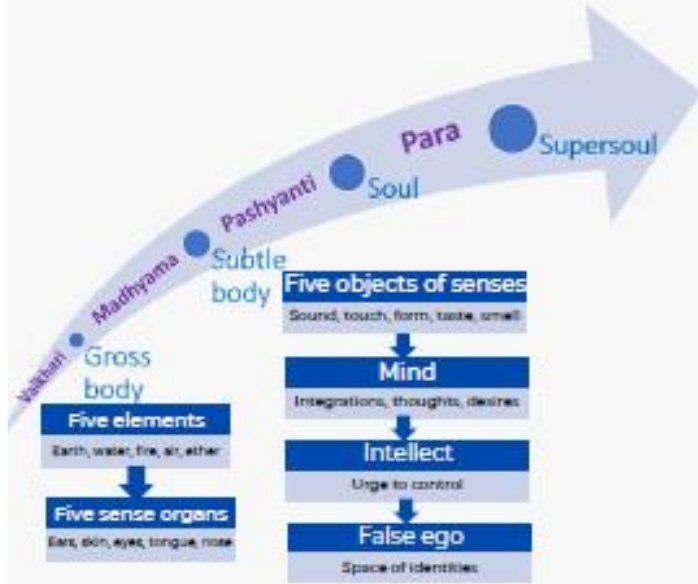 Para
Supersoul
Pashyanti
Soul
Madhyama
Subtle
body
Vaikhari
Gross
body
Five elements
Earth, water, fire, air, ether
Five sense organs
Ears, skin, eyes, tongue, nose
Five objects of senses
Sound, touch, form, taste, smell
Mind
Integrations, thoughts, desires
Intellect
Urge to control
False ego
Space of identities